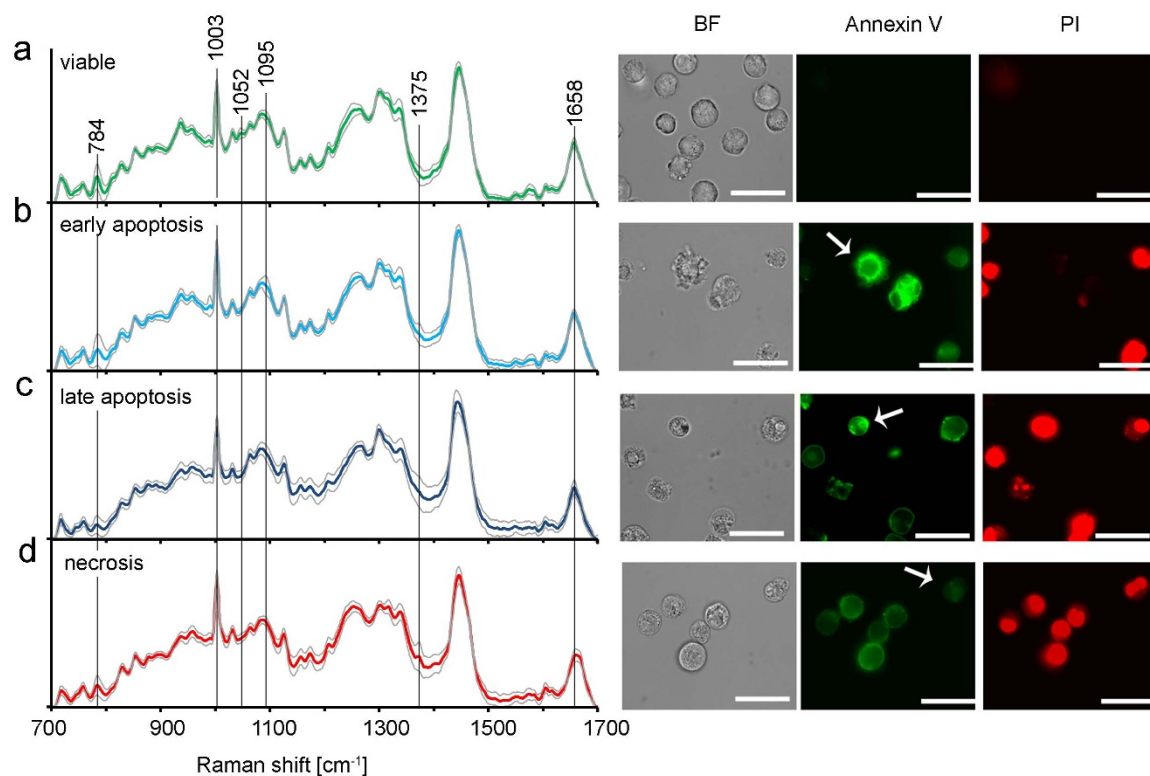 BF Annexin V PI
a
viable
784
1003
1052
1095
1375
1658
b
early apoptosis
c
late apoptosis
d
necrosis
700 900 1100 1300 1500 1700
Raman shift [cm⁻¹]